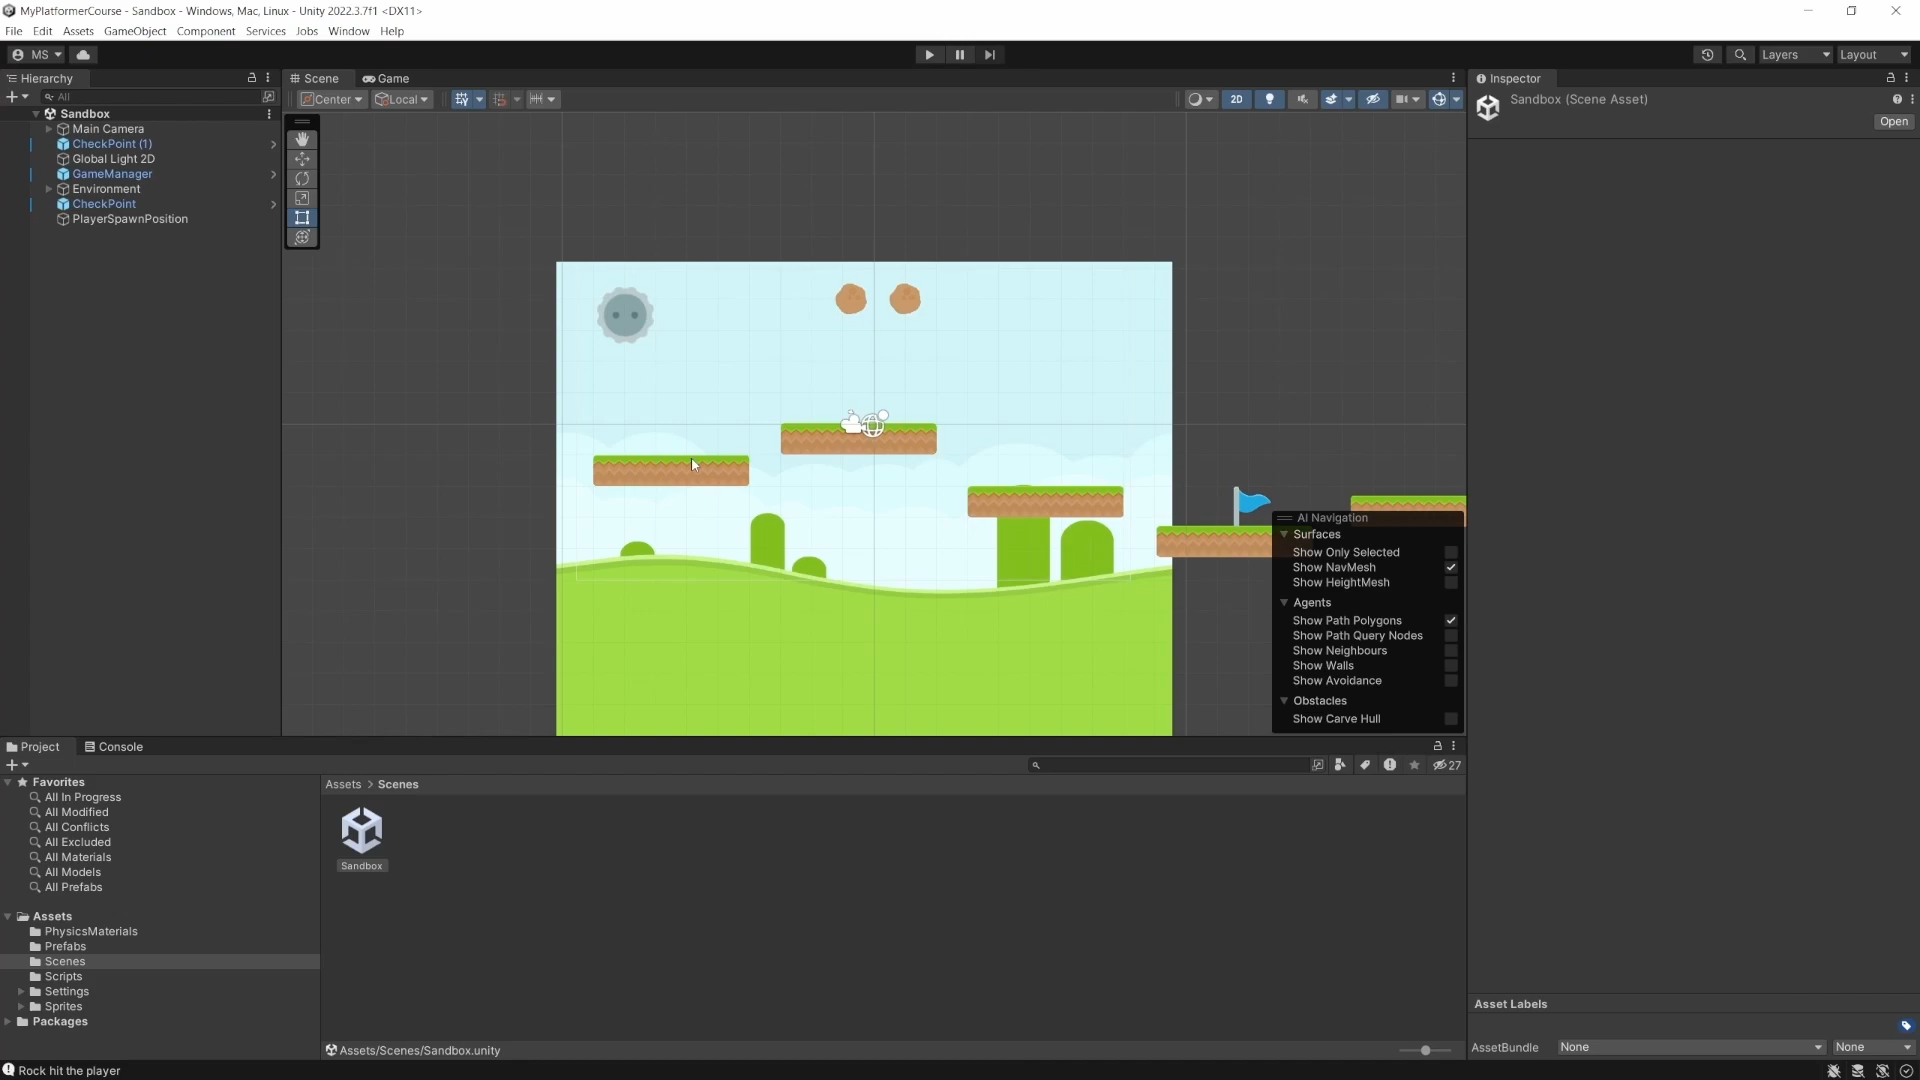 MyPlatformerCourse - Sandbox - Windows, Mac, Linux - Unity 2022.3.7f1 <DX11>
File Edit Assets GameObject Component Services Jobs Window Help
MS Layers Layout
Hierarchy
All
Sandbox
Main Camera
CheckPoint (1)
Global Light 2D
GameManager
Environment
CheckPoint
PlayerSpawnPosition
Scene Game
Center Local 2D
AI Navigation
Surfaces
Show Only Selected
Show NavMesh
Show HeightMesh
Agents
Show Path Polygons
Show Path Query Nodes
Show Neighbours
Show Walls
Show Avoidance
Obstacles
Show Carve Hull
Inspector
Sandbox (Scene Asset)
Open
Project Console
27
Favorites
All In Progress
All Modified
All Conflicts
All Excluded
All Materials
All Models
All Prefabs
Assets
PhysicsMaterials
Prefabs
Scenes
Scripts
Settings
Sprites
Packages
Assets > Scenes
Sandbox
Assets/Scenes/Sandbox.unity
Asset Labels
AssetBundle None None
Rock hit the player